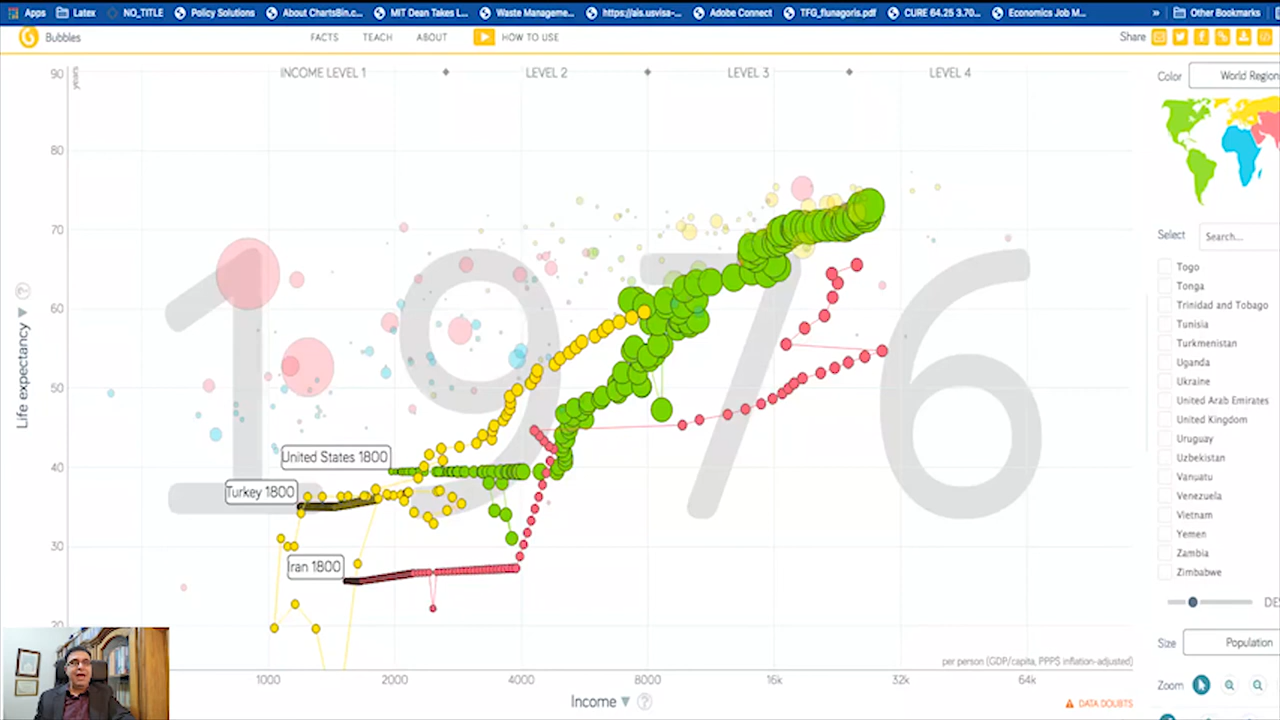 Apps Latex NO_TITLE Policy Solutions About ChartsBin.c... MIT Dean Takes L... Waste Manageme... https://ais.usvisa-... Adobe Connect TFG_flunagoris.pdf CURE 64.25 3.70... Economics Job M... » Other Bookmarks
Bubbles FACTS TEACH ABOUT HOW TO USE Share
INCOME LEVEL 1 LEVEL 2 LEVEL 3 LEVEL 4
Color World Region
years
90
80
70
60
50
40
30
20
Life expectancy ?
1976
United States 1800
Turkey 1800
Iran 1800
Select Search...
Togo
Tonga
Trinidad and Tobago
Tunisia
Turkmenistan
Uganda
Ukraine
United Arab Emirates
United Kingdom
Uruguay
Uzbekistan
Vanuatu
Venezuela
Vietnam
Yemen
Zambia
Zimbabwe
DE
Size Population
Zoom
per person (GDP/capita, PPP$ inflation-adjusted)
1000 2000 4000 8000 16k 32k 64k
Income ?
DATA DOUBTS